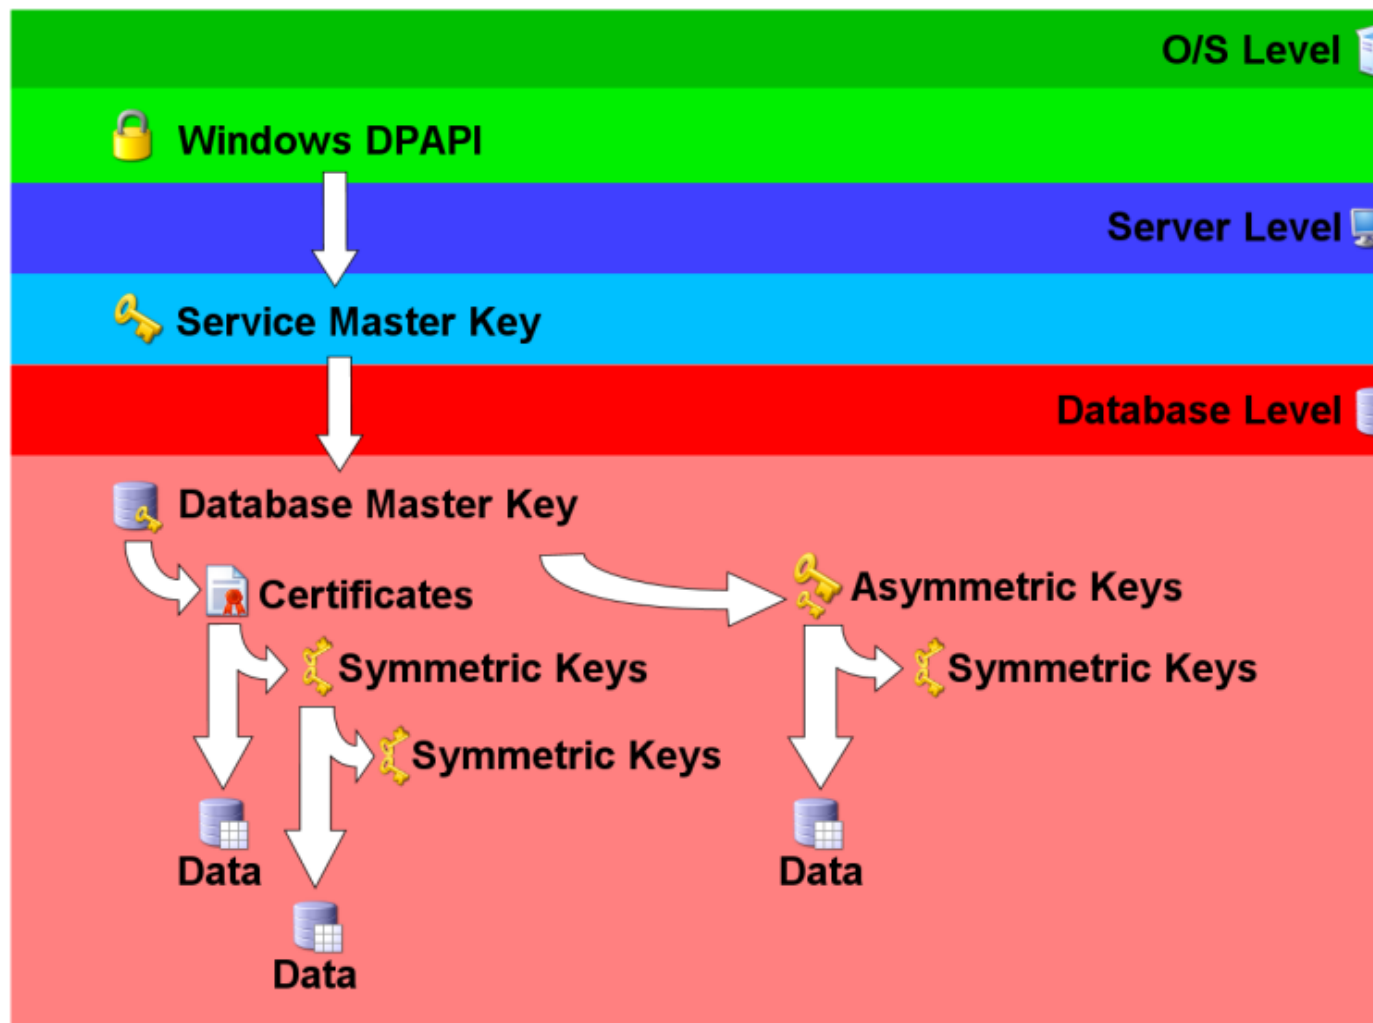 O/S Level
Windows DPAPI
Server Level
Service Master Key
Database Level
Database Master Key
Certificates
Asymmetric Keys
Symmetric Keys
Symmetric Keys
Symmetric Keys
Data
Data
Data